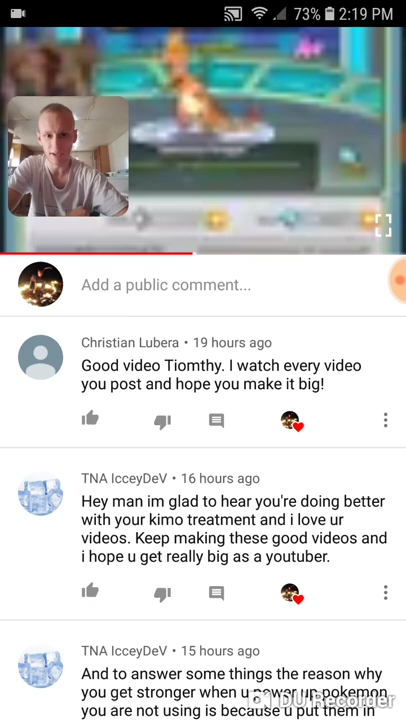 73% 2:19 PM
Add a public comment...
Christian Lubera • 19 hours ago
Good video Tiomthy. I watch every video
you post and hope you make it big!
TNA IcceyDeV • 16 hours ago
Hey man im glad to hear you're doing better
with your kimo treatment and i love ur
videos. Keep making these good videos and
i hope u get really big as a youtuber.
TNA IcceyDeV • 15 hours ago
And to answer some things the reason why
you get stronger when u power up pokemon
you are not using is because u put them in
DU Recorder